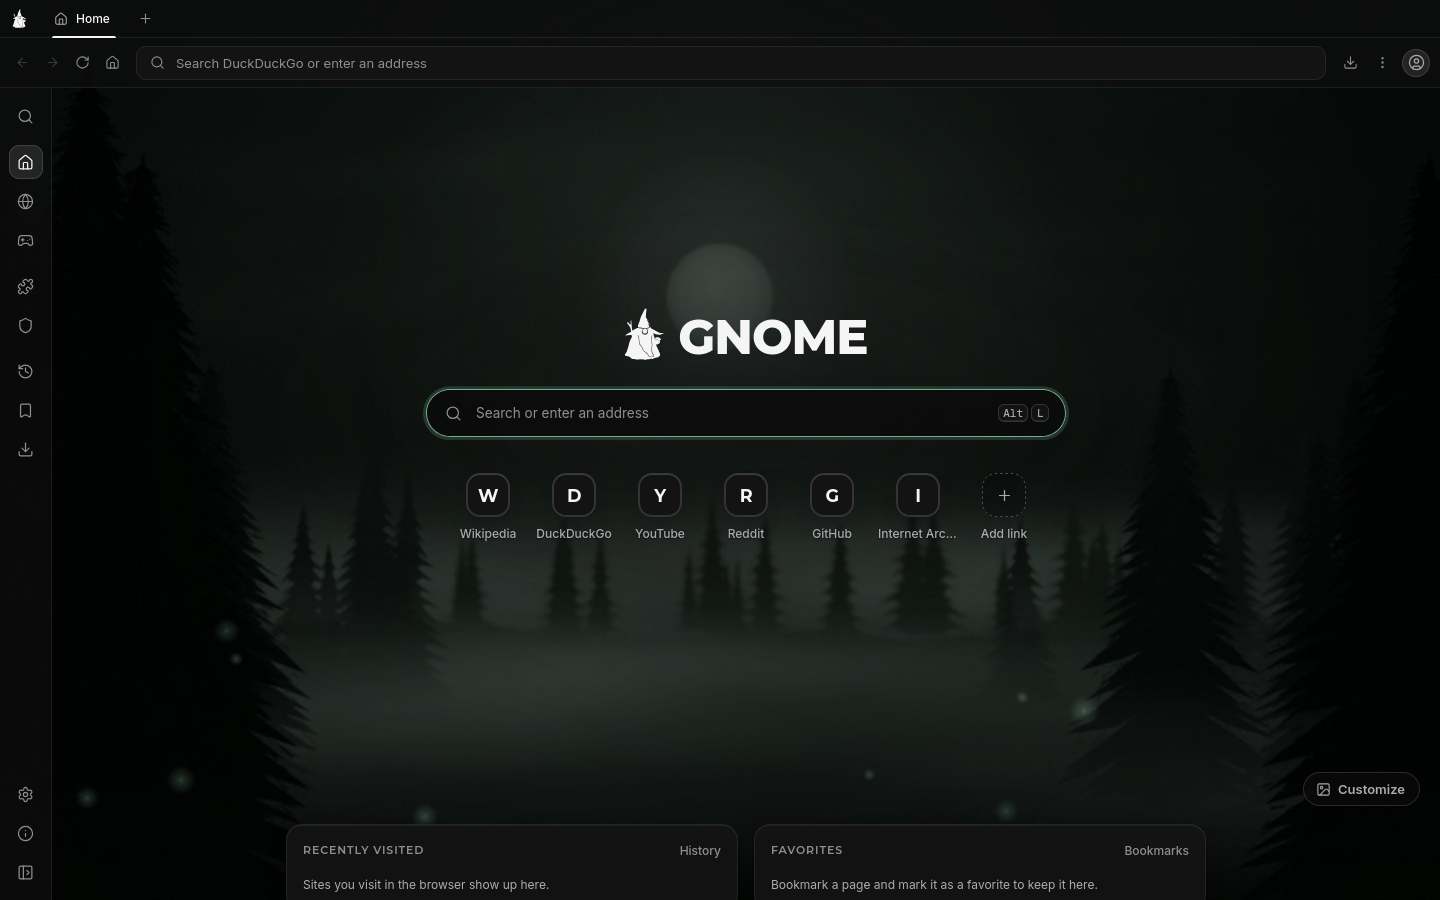 Home
Search DuckDuckGo or enter an address
GNOME
Search or enter an address
Alt L
W D Y R G I
Wikipedia DuckDuckGo YouTube Reddit GitHub Internet Arc... Add link
Customize
RECENTLY VISITED History
Sites you visit in the browser show up here.
FAVORITES Bookmarks
Bookmark a page and mark it as a favorite to keep it here.